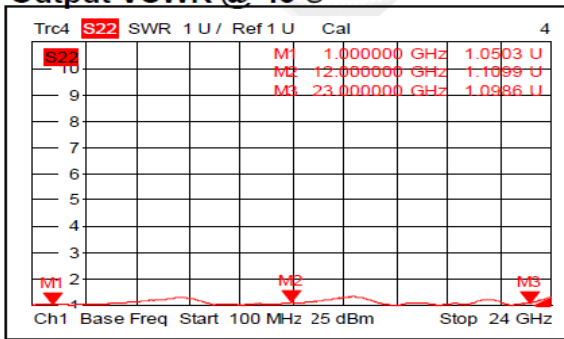 Output VSWR @
Trc4 S22 SWR 1 U / Ref 1 U Cal 4
S22
M1 1.000000 GHz 1.0503 U
M2 12.000000 GHz 1.1099 U
M3 23.000000 GHz 1.0986 U
10
9
8
7
6
5
4
3
2
1
M1 M2 M3
Ch1 Base Freq Start 100 MHz 25 dBm Stop 24 GHz